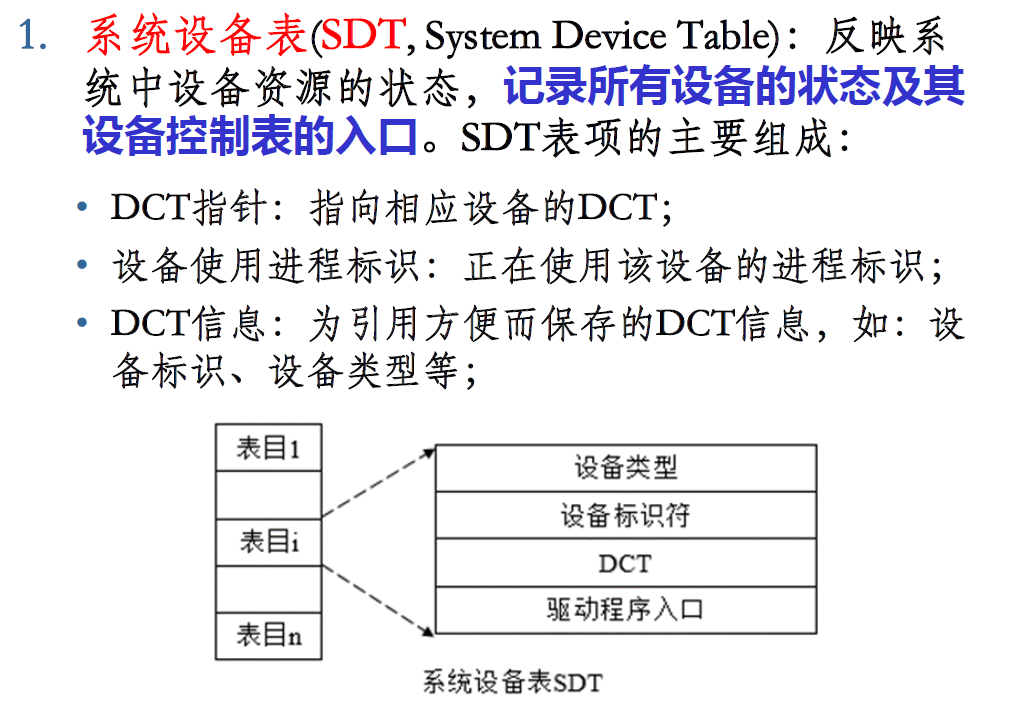 1. 系统设备表(SDT, System Device Table)：反映系
统中设备资源的状态，记录所有设备的状态及其
设备控制表的入口。SDT表项的主要组成：
• DCT指针：指向相应设备的DCT；
• 设备使用进程标识：正在使用该设备的进程标识；
• DCT信息：为引用方便而保存的DCT信息，如：设
备标识、设备类型等；
表目1
表目i
表目n
设备类型
设备标识符
DCT
驱动程序入口
系统设备表SDT